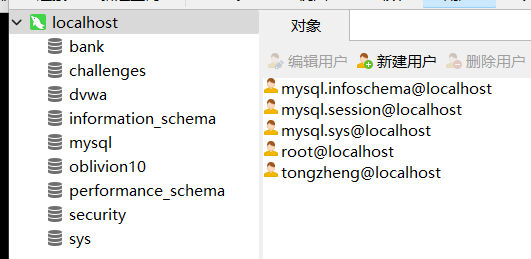 localhost
bank
challenges
dvwa
information_schema
mysql
oblivion10
performance_schema
security
sys
对象
编辑用户 新建用户 删除用户
mysql.infoschema@localhost
mysql.session@localhost
mysql.sys@localhost
root@localhost
tongzheng@localhost